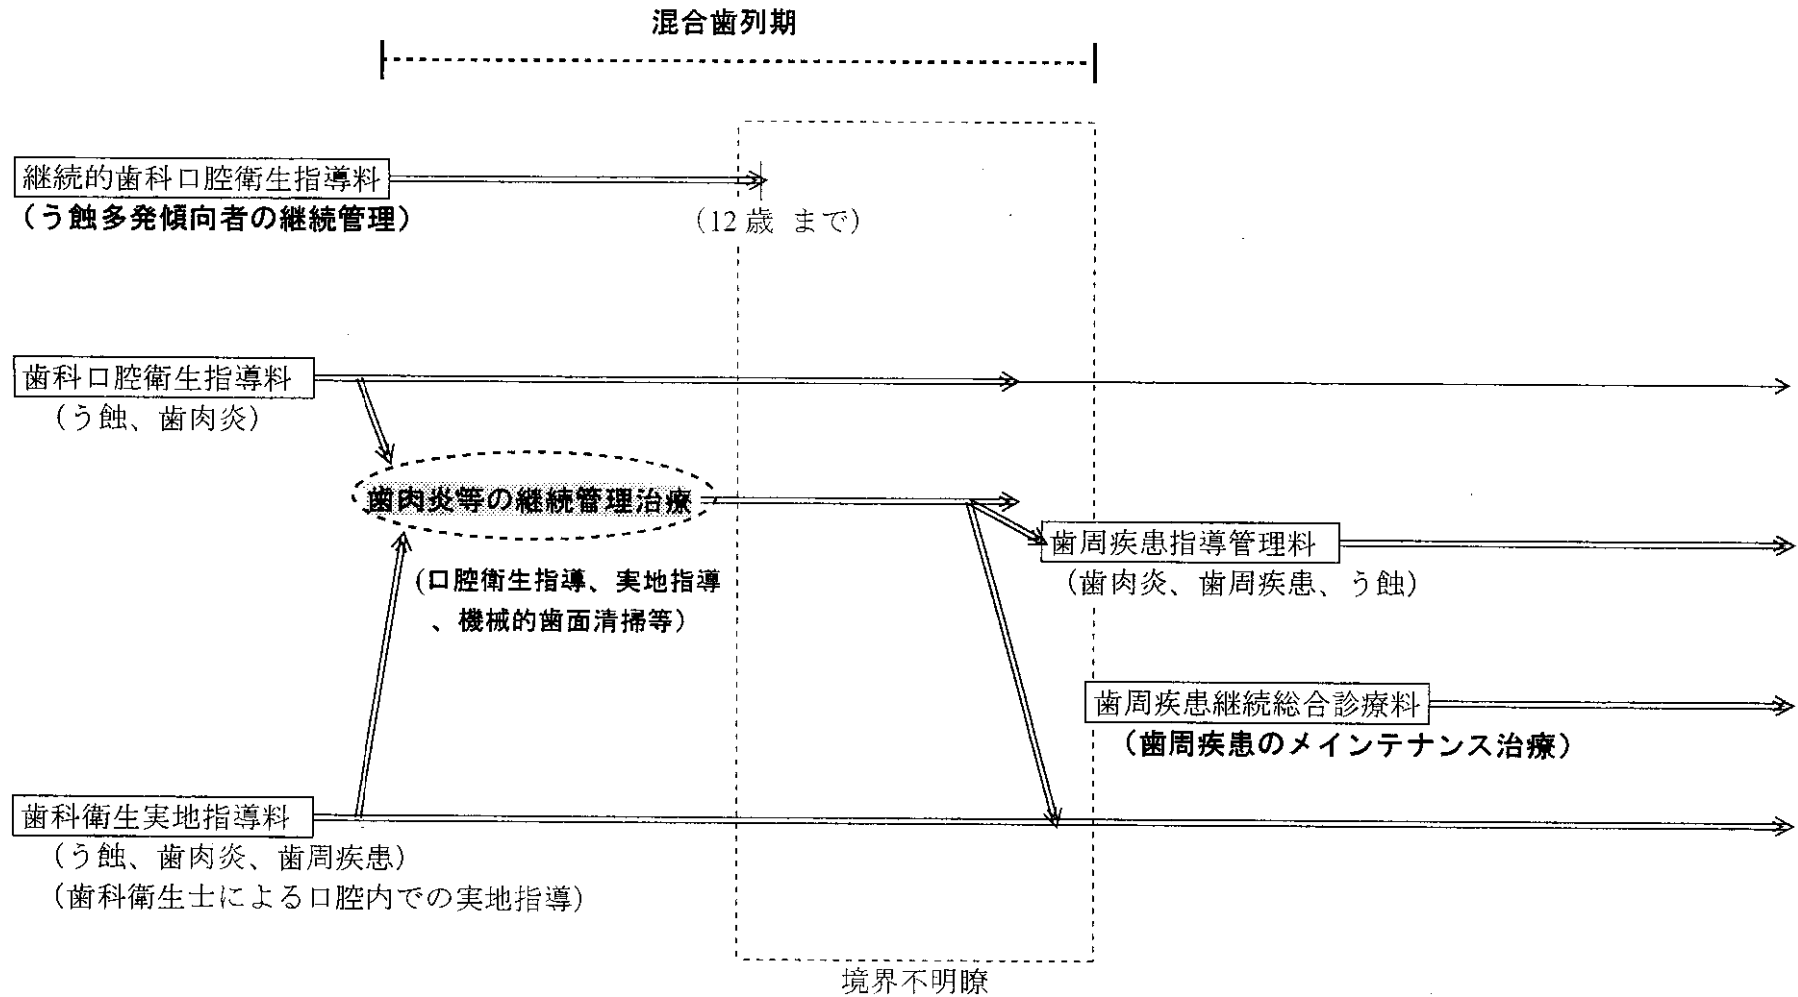 混合歯列期
継続的歯科口腔衛生指導料
（う蝕多発傾向者の継続管理）
（12歳 まで）
歯科口腔衛生指導料
（う蝕、歯肉炎）
歯肉炎等の継続管理治療
歯周疾患指導管理料
（口腔衛生指導、実地指導
（歯肉炎、歯周疾患、う蝕）
、機械的歯面清掃等）
歯周疾患継続総合診療料
（歯周疾患のメインテナンス治療）
歯科衛生実地指導料
（う蝕、歯肉炎、歯周疾患）
（歯科衛生士による口腔内での実地指導）
境界不明瞭